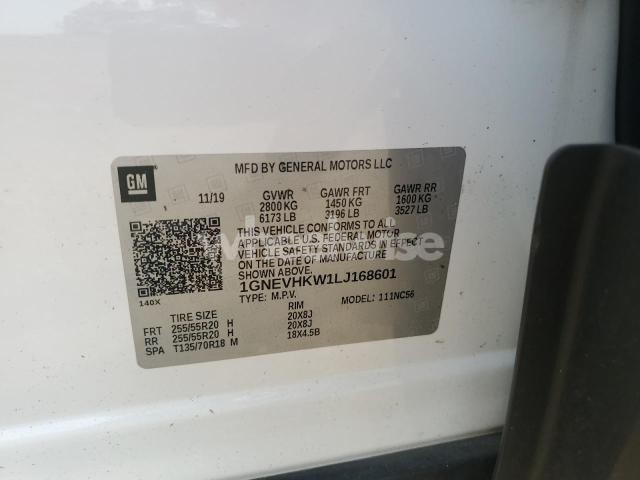 MFD BY GENERAL MOTORS LLC
GM
11/19 GVWR GAWR FRT GAWR RR
2800 KG 1450 KG 1600 KG
6173 LB 3196 LB 3527 LB
THIS VEHICLE CONFORMS TO ALL
APPLICABLE U.S. FEDERAL MOTOR
VEHICLE SAFETY STANDARDS IN EFFECT
ON THE DATE OF MANUFACTURE
SHOWN ABOVE.
140X
1GNEVHKW1LJ168601
TYPE: M.P.V. MODEL: 111NC56
TIRE SIZE RIM
FRT 255/55R20 H 20X8J
RR 255/55R20 H 20X8J
SPA T135/70R18 M 18X4.5B